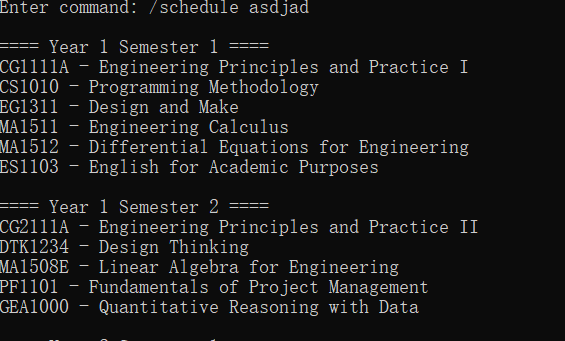 Enter command: /schedule asdjad
==== Year 1 Semester 1 ====
CG1111A - Engineering Principles and Practice I
CS1010 - Programming Methodology
EG1311 - Design and Make
MA1511 - Engineering Calculus
MA1512 - Differential Equations for Engineering
ES1103 - English for Academic Purposes
==== Year 1 Semester 2 ====
CG2111A - Engineering Principles and Practice II
DTK1234 - Design Thinking
MA1508E - Linear Algebra for Engineering
PF1101 - Fundamentals of Project Management
GEA1000 - Quantitative Reasoning with Data